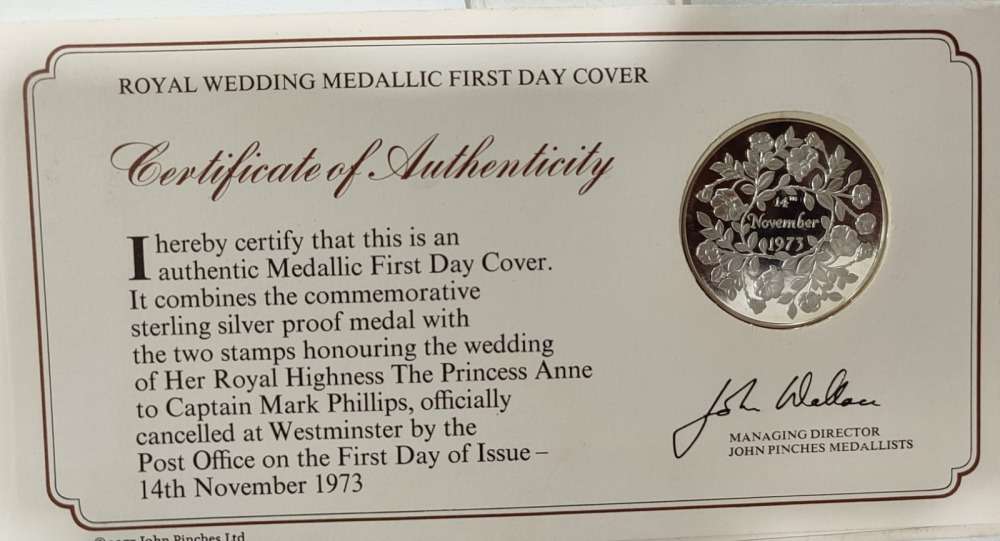 ROYAL WEDDING MEDALLIC FIRST DAY COVER
Certificate of Authenticity
I hereby certify that this is an
authentic Medallic First Day Cover.
It combines the commemorative
sterling silver proof medal with
the two stamps honouring the wedding
of Her Royal Highness The Princess Anne
to Captain Mark Phillips, officially
cancelled at Westminster by the
Post Office on the First Day of Issue –
14th November 1973
14TH
November
1973
John Wallace
MANAGING DIRECTOR
JOHN PINCHES MEDALLISTS
John Pinches Ltd